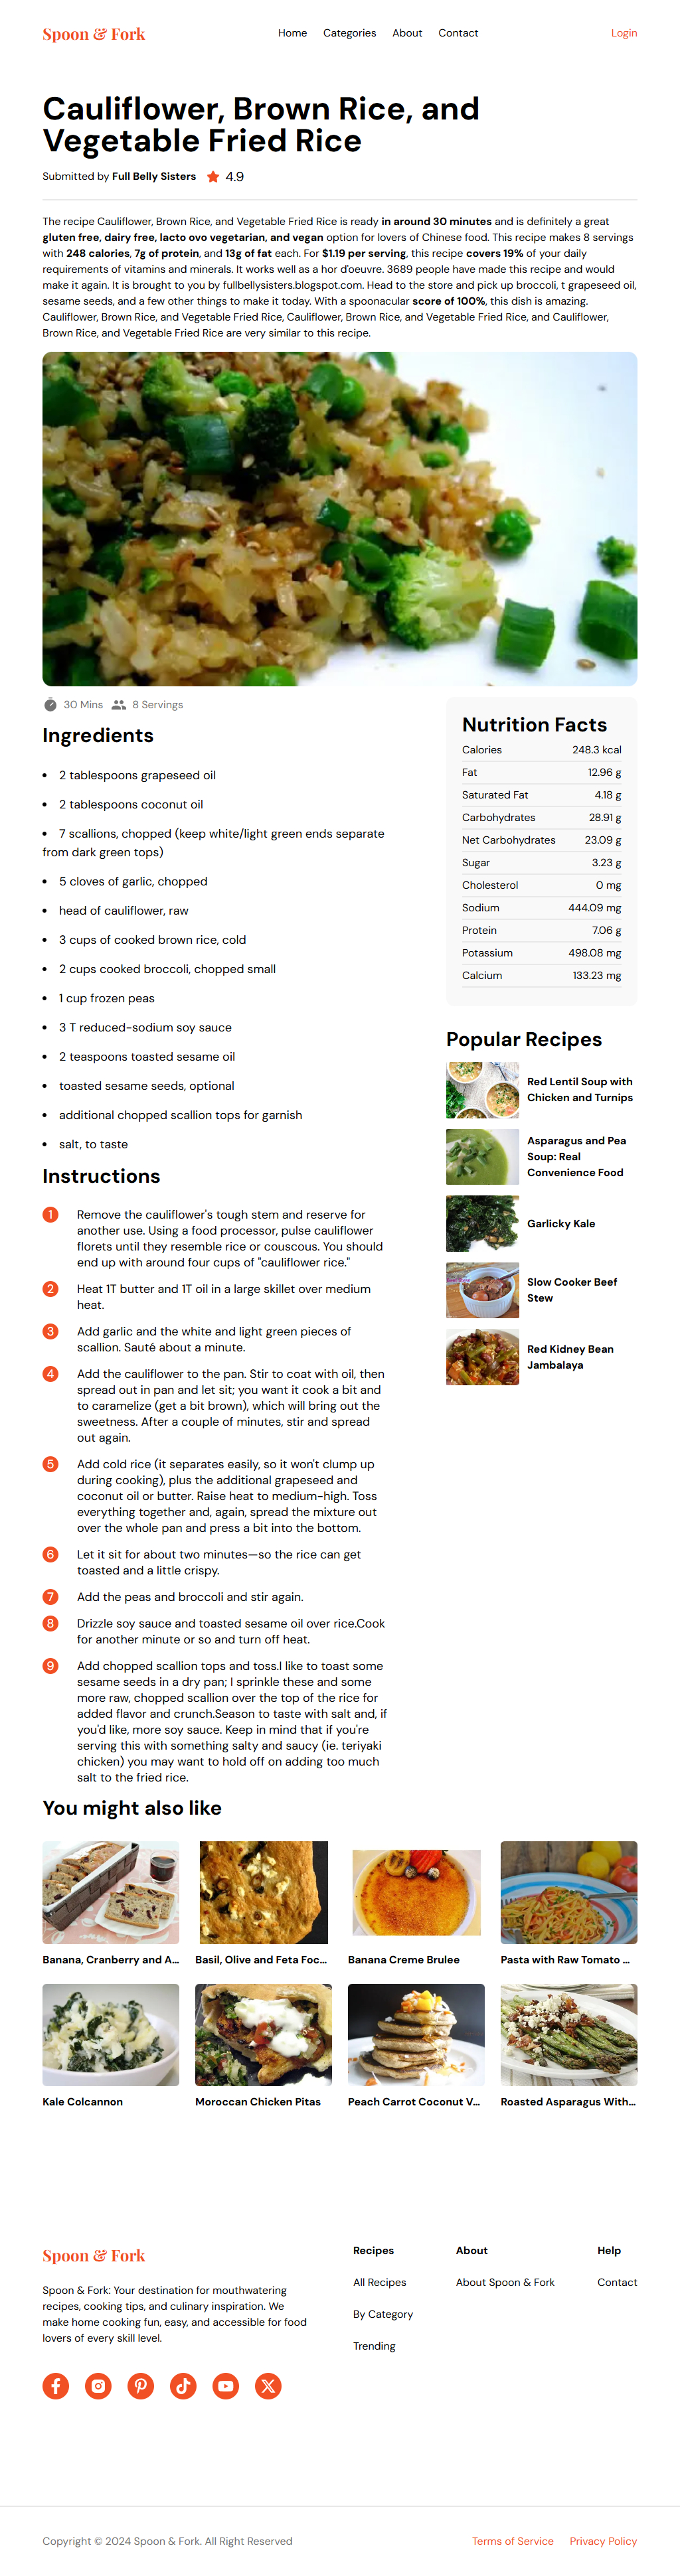 Spoon & Fork
Home Categories About Contact
Login
Cauliflower, Brown Rice, and
Vegetable Fried Rice
Submitted by Full Belly Sisters 4.9
The recipe Cauliflower, Brown Rice, and Vegetable Fried Rice is ready in around 30 minutes and is definitely a great
gluten free, dairy free, lacto ovo vegetarian, and vegan option for lovers of Chinese food. This recipe makes 8 servings
with 248 calories, 7g of protein, and 13g of fat each. For $1.19 per serving, this recipe covers 19% of your daily
requirements of vitamins and minerals. It works well as a hor d'oeuvre. 3689 people have made this recipe and would
make it again. It is brought to you by fullbellysisters.blogspot.com. Head to the store and pick up broccoli, t grapeseed oil,
sesame seeds, and a few other things to make it today. With a spoonacular score of 100%, this dish is amazing.
Cauliflower, Brown Rice, and Vegetable Fried Rice, Cauliflower, Brown Rice, and Vegetable Fried Rice, and Cauliflower,
Brown Rice, and Vegetable Fried Rice are very similar to this recipe.
30 Mins 8 Servings
Ingredients
• 2 tablespoons grapeseed oil
• 2 tablespoons coconut oil
• 7 scallions, chopped (keep white/light green ends separate
from dark green tops)
• 5 cloves of garlic, chopped
• head of cauliflower, raw
• 3 cups of cooked brown rice, cold
• 2 cups cooked broccoli, chopped small
• 1 cup frozen peas
• 3 T reduced-sodium soy sauce
• 2 teaspoons toasted sesame oil
• toasted sesame seeds, optional
• additional chopped scallion tops for garnish
• salt, to taste
Instructions
1 Remove the cauliflower's tough stem and reserve for
another use. Using a food processor, pulse cauliflower
florets until they resemble rice or couscous. You should
end up with around four cups of "cauliflower rice."
2 Heat 1T butter and 1T oil in a large skillet over medium
heat.
3 Add garlic and the white and light green pieces of
scallion. Sauté about a minute.
4 Add the cauliflower to the pan. Stir to coat with oil, then
spread out in pan and let sit; you want it cook a bit and
to caramelize (get a bit brown), which will bring out the
sweetness. After a couple of minutes, stir and spread
out again.
5 Add cold rice (it separates easily, so it won't clump up
during cooking), plus the additional grapeseed and
coconut oil or butter. Raise heat to medium-high. Toss
everything together and, again, spread the mixture out
over the whole pan and press a bit into the bottom.
6 Let it sit for about two minutes—so the rice can get
toasted and a little crispy.
7 Add the peas and broccoli and stir again.
8 Drizzle soy sauce and toasted sesame oil over rice.Cook
for another minute or so and turn off heat.
9 Add chopped scallion tops and toss.I like to toast some
sesame seeds in a dry pan; I sprinkle these and some
more raw, chopped scallion over the top of the rice for
added flavor and crunch.Season to taste with salt and, if
you'd like, more soy sauce. Keep in mind that if you're
serving this with something salty and saucy (ie. teriyaki
chicken) you may want to hold off on adding too much
salt to the fried rice.
Nutrition Facts
Calories 248.3 kcal
Fat 12.96 g
Saturated Fat 4.18 g
Carbohydrates 28.91 g
Net Carbohydrates 23.09 g
Sugar 3.23 g
Cholesterol 0 mg
Sodium 444.09 mg
Protein 7.06 g
Potassium 498.08 mg
Calcium 133.23 mg
Popular Recipes
Red Lentil Soup with
Chicken and Turnips
Asparagus and Pea
Soup: Real
Convenience Food
Garlicky Kale
Slow Cooker Beef
Stew
Red Kidney Bean
Jambalaya
You might also like
Banana, Cranberry and A...
Basil, Olive and Feta Foc...
Banana Creme Brulee
Pasta with Raw Tomato ...
Kale Colcannon
Moroccan Chicken Pitas
Peach Carrot Coconut V...
Roasted Asparagus With...
Spoon & Fork
Spoon & Fork: Your destination for mouthwatering
recipes, cooking tips, and culinary inspiration. We
make home cooking fun, easy, and accessible for food
lovers of every skill level.
Recipes
All Recipes
By Category
Trending
About
About Spoon & Fork
Help
Contact
Copyright © 2024 Spoon & Fork. All Right Reserved
Terms of Service Privacy Policy